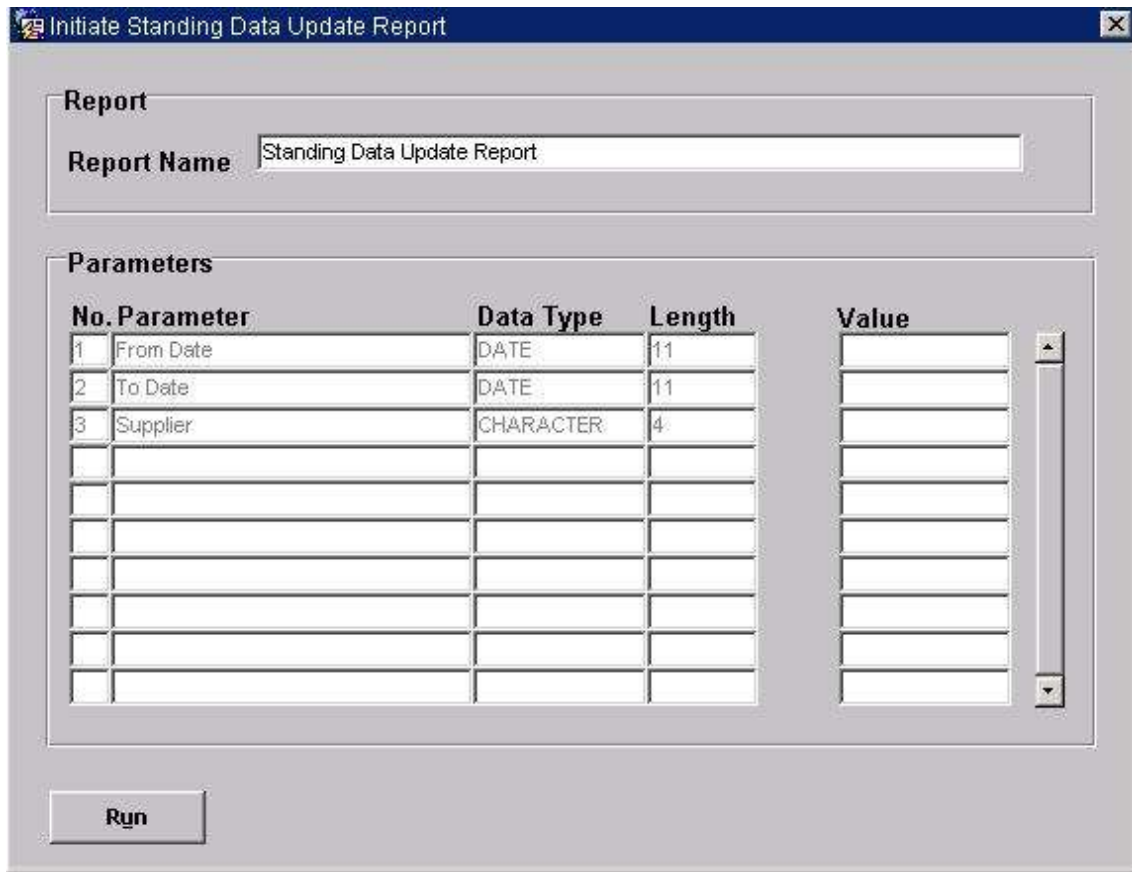 Initiate Standing Data Update Report
Report
Report Name Standing Data Update Report
Parameters
No. Parameter Data Type Length Value
1 From Date DATE 11
2 To Date DATE 11
3 Supplier CHARACTER 4
Run